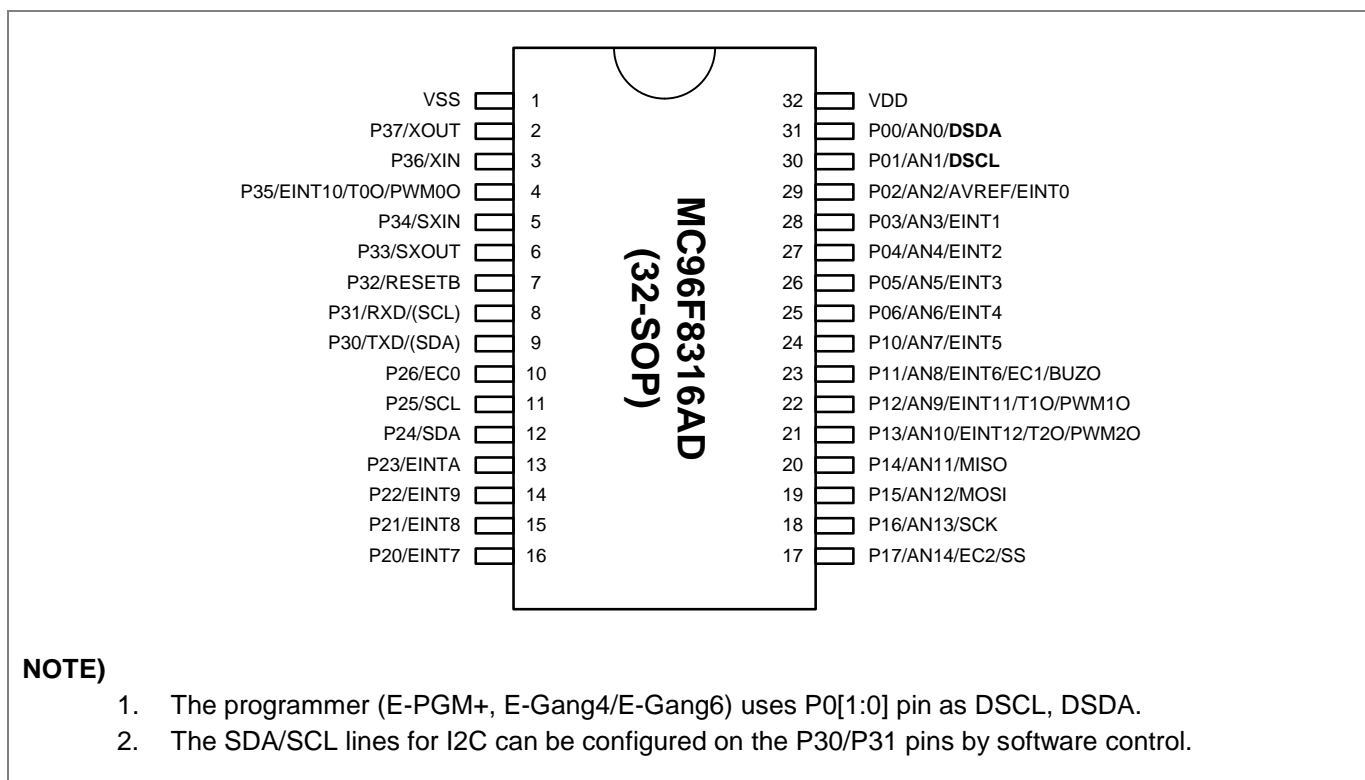 VSS 1 32 VDD
P37/XOUT 2 31 P00/AN0/DSDA
P36/XIN 3 30 P01/AN1/DSCL
P35/EINT10/T0O/PWM0O 4 29 P02/AN2/AVREF/EINT0
P34/SXIN 5 28 P03/AN3/EINT1
P33/SXOUT 6 27 P04/AN4/EINT2
P32/RESETB 7 26 P05/AN5/EINT3
P31/RXD/(SCL) 8 25 P06/AN6/EINT4
P30/TXD/(SDA) 9 24 P10/AN7/EINT5
P26/EC0 10 23 P11/AN8/EINT6/EC1/BUZO
P25/SCL 11 22 P12/AN9/EINT11/T1O/PWM1O
P24/SDA 12 21 P13/AN10/EINT12/T2O/PWM2O
P23/EINTA 13 20 P14/AN11/MISO
P22/EINT9 14 19 P15/AN12/MOSI
P21/EINT8 15 18 P16/AN13/SCK
P20/EINT7 16 17 P17/AN14/EC2/SS
MC96F8316AD
(32-SOP)
NOTE)
1. The programmer (E-PGM+, E-Gang4/E-Gang6) uses P0[1:0] pin as DSCL, DSDA.
2. The SDA/SCL lines for I2C can be configured on the P30/P31 pins by software control.